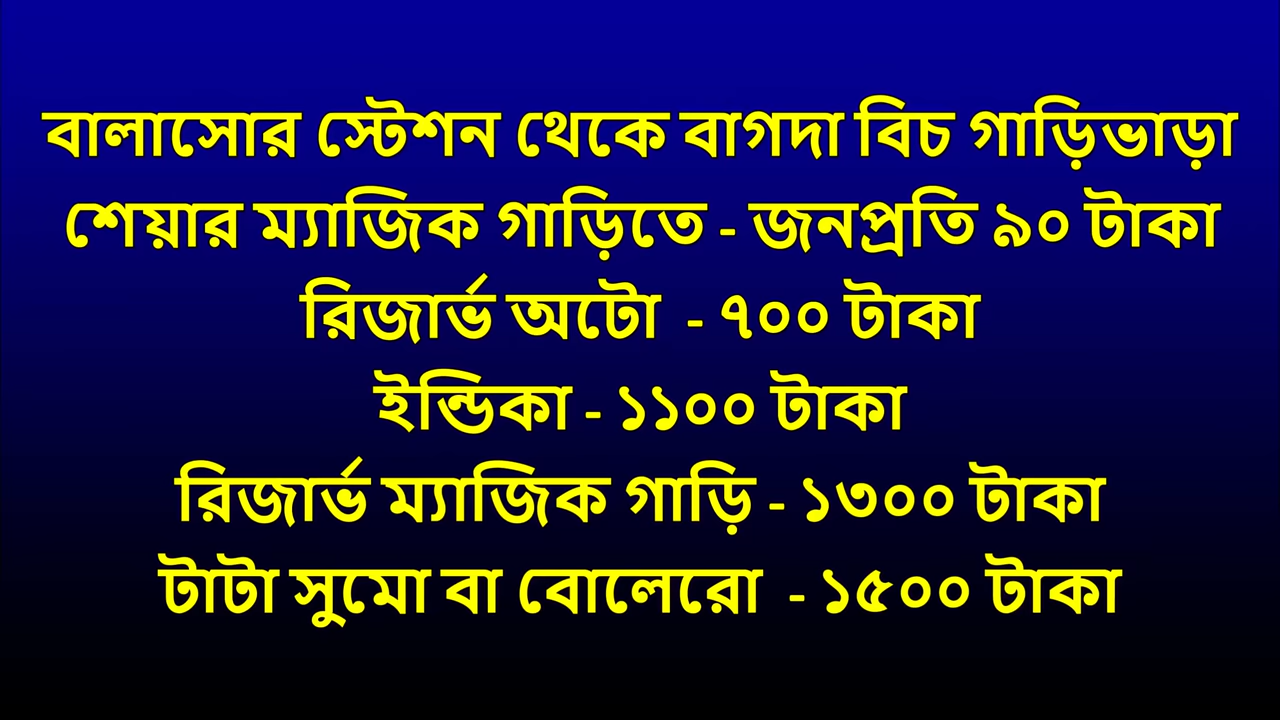 বালাসোর স্টেশন থেকে বাগদা বিচ গাড়িভাড়া
শেয়ার ম্যাজিক গাড়িতে - জনপ্রতি ৯০ টাকা
রিজার্ভ অটো - ৭০০ টাকা
ইন্ডিকা - ১১০০ টাকা
রিজার্ভ ম্যাজিক গাড়ি - ১৩০০ টাকা
টাটা সুমো বা বোলেরো - ১৫০০ টাকা